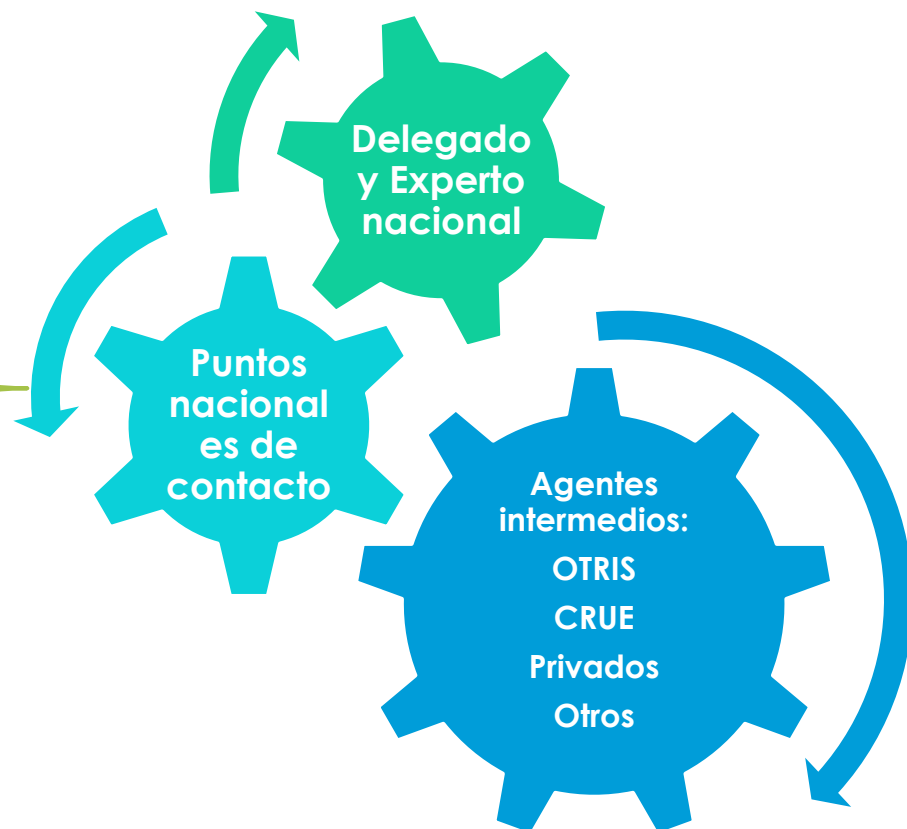 Delegado
y Experto
nacional
Puntos
nacional
es de
contacto
Agentes
intermedios:
OTRIS
CRUE
Privados
Otros